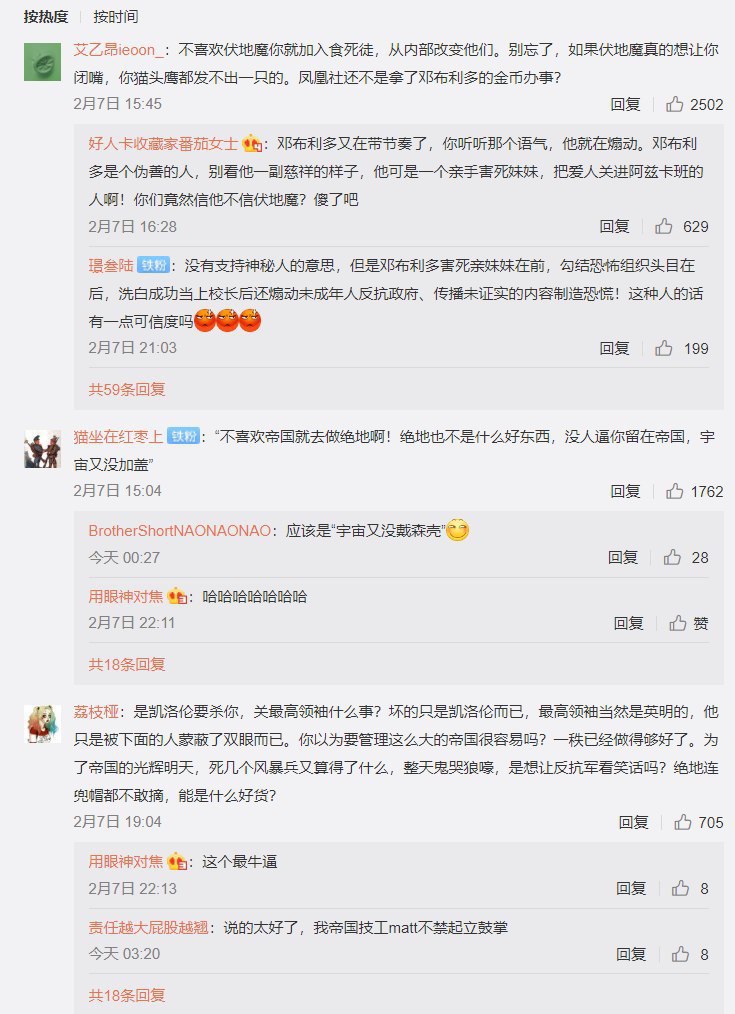 按热度 按时间
艾乙昂ieoon_：不喜欢伏地魔你就加入食死徒，从内部改变他们。别忘了，如果伏地魔真的想让你
闭嘴，你猫头鹰都发不出一只的。凤凰社还不是拿了邓布利多的金币办事？
2月7日 15:45 回复 2502
好人卡收藏家番茄女士：邓布利多又在带节奏了，你听听那个语气，他就在煽动。邓布利
多是个伪善的人，别看他一副慈祥的样子，他可是一个亲手害死妹妹，把爱人关进阿兹卡班的
人啊！你们竟然信他不信伏地魔？傻了吧
2月7日 16:28 回复 629
璟叁陆 铁粉：没有支持神秘人的意思，但是邓布利多害死亲妹妹在前，勾结恐怖组织头目在
后，洗白成功当上校长后还煽动未成年人反抗政府、传播未证实的内容制造恐慌！这种人的话
有一点可信度吗
2月7日 21:03 回复 199
共59条回复
猫坐在红枣上 铁粉：“不喜欢帝国就去做绝地啊！绝地也不是什么好东西，没人逼你留在帝国，宇
宙又没加盖”
2月7日 15:04 回复 1762
BrotherShortNAONAONAO：应该是“宇宙又没戴森壳”
今天 00:27 回复 28
用眼神对焦：哈哈哈哈哈哈哈
2月7日 22:11 回复 赞
共18条回复
荔枝桠：是凯洛伦要杀你，关最高领袖什么事？坏的只是凯洛伦而已，最高领袖当然是英明的，他
只是被下面的人蒙蔽了双眼而已。你以为要管理这么大的帝国很容易吗？一秩已经做得够好了。为
了帝国的光辉明天，死几个风暴兵又算得了什么，整天鬼哭狼嚎，是想让反抗军看笑话吗？绝地连
兜帽都不敢摘，能是什么好货？
2月7日 19:04 回复 705
用眼神对焦：这个最牛逼
2月7日 22:13 回复 8
责任越大屁股越翘：说的太好了，我帝国技工matt不禁起立鼓掌
今天 03:20 回复 8
共18条回复